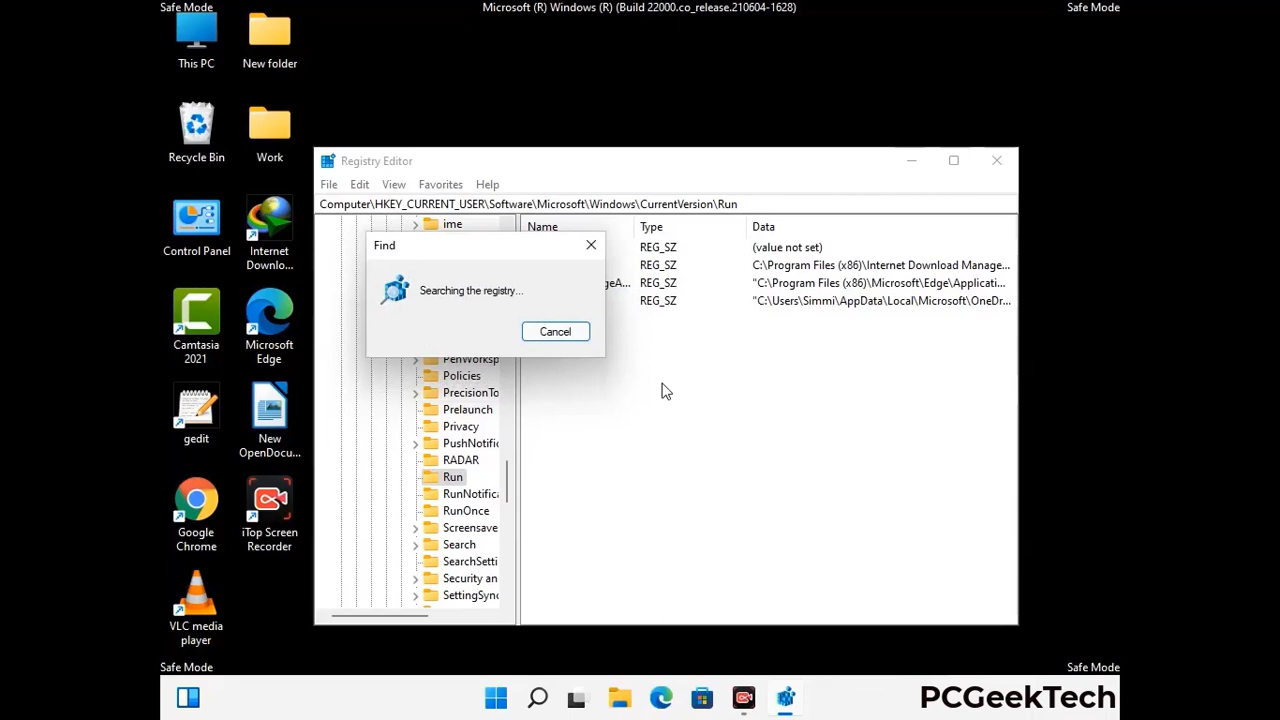 Safe Mode
Microsoft (R) Windows (R) (Build 22000.co_release.210604-1628)
Safe Mode
This PC
New folder
Recycle Bin
Work
Control Panel
Internet
Downlo...
Camtasia
2021
Microsoft
Edge
gedit
New
OpenDocu...
Google
Chrome
iTop Screen
Recorder
VLC media
player
Registry Editor
File Edit View Favorites Help
Computer\HKEY_CURRENT_USER\Software\Microsoft\Windows\CurrentVersion\Run
ime
PenWorksp
Policies
PrecisionTo
Prelaunch
Privacy
PushNotific
RADAR
Run
RunNotifica
RunOnce
Screensave
Search
SearchSetti
Security an
SettingSync
Name Type Data
REG_SZ (value not set)
REG_SZ C:\Program Files (x86)\Internet Download Manage...
geA... REG_SZ "C:\Program Files (x86)\Microsoft\Edge\Applicati...
REG_SZ "C:\Users\Simmi\AppData\Local\Microsoft\OneDr...
Find
Searching the registry...
Cancel
Safe Mode
Safe Mode
PCGeekTech